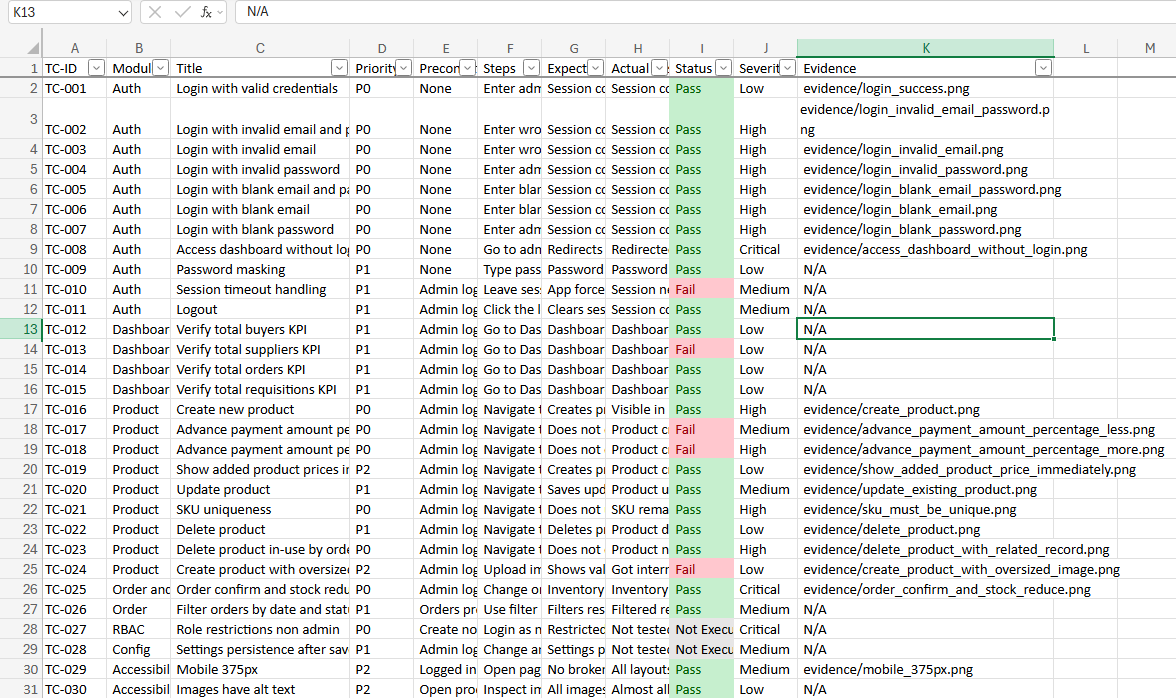 K13 fx N/A
A B C D E F G H I J K L M
1 TC-ID Modul Title Priority Precon Steps Expect Actual Status Severit Evidence
2 TC-001 Auth Login with valid credentials P0 None Enter adm Session co Session co Pass Low evidence/login_success.png
evidence/login_invalid_email_password.p
3 TC-002 Auth Login with invalid email and p P0 None Enter wro Session co Session co Pass High ng
4 TC-003 Auth Login with invalid email P0 None Enter wro Session co Session co Pass High evidence/login_invalid_email.png
5 TC-004 Auth Login with invalid password P0 None Enter adm Session co Session co Pass High evidence/login_invalid_password.png
6 TC-005 Auth Login with blank email and pa P0 None Enter blan Session co Session co Pass High evidence/login_blank_email_password.png
7 TC-006 Auth Login with blank email P0 None Enter blan Session co Session co Pass High evidence/login_blank_email.png
8 TC-007 Auth Login with blank password P0 None Enter adm Session co Session co Pass High evidence/login_blank_password.png
9 TC-008 Auth Access dashboard without log P0 None Go to adm Redirects Redirecte Pass Critical evidence/access_dashboard_without_login.png
10 TC-009 Auth Password masking P1 None Type pass Password Password Pass Low N/A
11 TC-010 Auth Session timeout handling P1 Admin log Leave ses App force Session n Fail Medium N/A
12 TC-011 Auth Logout P1 Admin log Click the l Clears ses Session co Pass Medium N/A
13 TC-012 Dashboar Verify total buyers KPI P1 Admin log Go to Das Dashboar Dashboar Pass Low N/A
14 TC-013 Dashboar Verify total suppliers KPI P1 Admin log Go to Das Dashboar Dashboar Fail Low N/A
15 TC-014 Dashboar Verify total orders KPI P1 Admin log Go to Das Dashboar Dashboar Pass Low N/A
16 TC-015 Dashboar Verify total requisitions KPI P1 Admin log Go to Das Dashboar Dashboar Pass Low N/A
17 TC-016 Product Create new product P0 Admin log Navigate t Creates pr Visible in Pass High evidence/create_product.png
18 TC-017 Product Advance payment amount pe P0 Admin log Navigate t Does not Product c Fail Medium evidence/advance_payment_amount_percentage_less.png
19 TC-018 Product Advance payment amount pe P0 Admin log Navigate t Does not Product c Fail High evidence/advance_payment_amount_percentage_more.png
20 TC-019 Product Show added product prices in P2 Admin log Navigate t Creates pr Product c Pass Low evidence/show_added_product_price_immediately.png
21 TC-020 Product Update product P1 Admin log Navigate t Saves upd Product u Pass Medium evidence/update_existing_product.png
22 TC-021 Product SKU uniqueness P0 Admin log Navigate t Does not SKU rema Pass High evidence/sku_must_be_unique.png
23 TC-022 Product Delete product P1 Admin log Navigate t Deletes p Product d Pass Low evidence/delete_product.png
24 TC-023 Product Delete product in-use by orde P0 Admin log Navigate t Does not Product n Pass High evidence/delete_product_with_related_record.png
25 TC-024 Product Create product with oversized P2 Admin log Upload im Shows val Got intern Fail Low evidence/create_product_with_oversized_image.png
26 TC-025 Order and Order confirm and stock redu P0 Admin log Change o Inventory Inventory Pass Critical evidence/order_confirm_and_stock_reduce.png
27 TC-026 Order Filter orders by date and statu P1 Orders pr Use filter Filters res Filtered re Pass Medium N/A
28 TC-027 RBAC Role restrictions non admin P0 Create no Login as n Restricted Not teste Not Execu Critical N/A
29 TC-028 Config Settings persistence after sav P1 Admin log Change a Settings p Not teste Not Execu Medium N/A
30 TC-029 Accessibil Mobile 375px P2 Logged in Open pag No broke All layout Pass Medium evidence/mobile_375px.png
31 TC-030 Accessibil Images have alt text P2 Open pro Inspect im All images Almost al Pass Low N/A